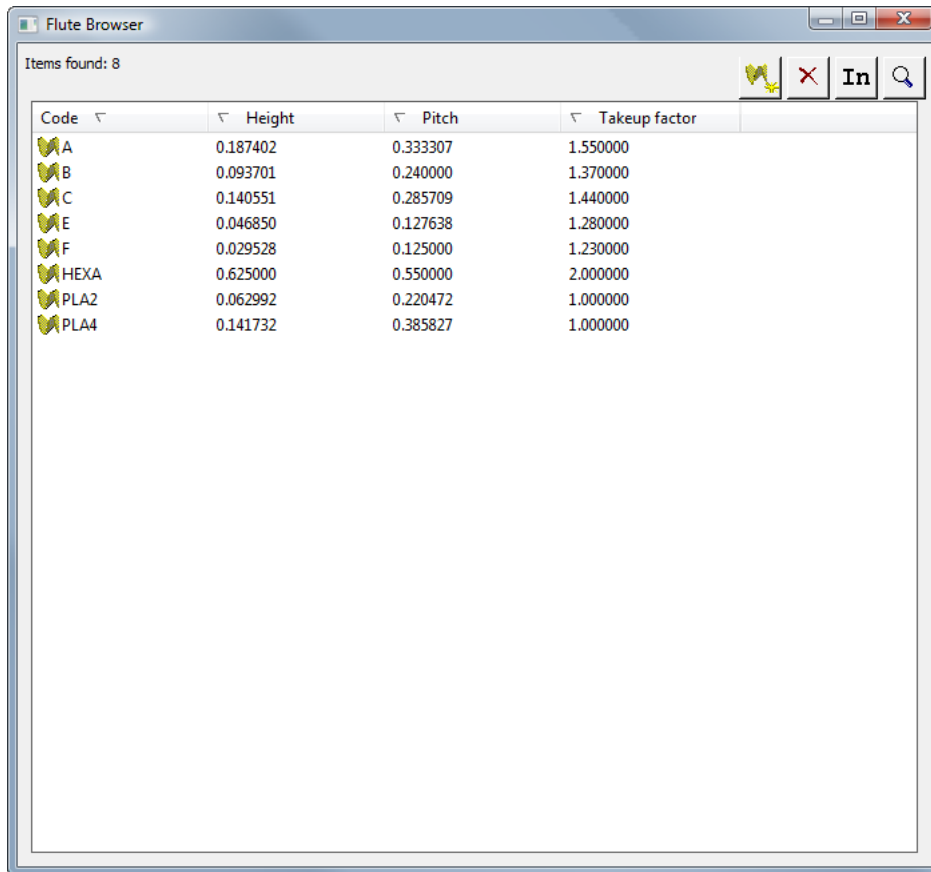 Flute Browser
Items found: 8
In
Code Height Pitch Takeup factor
A 0.187402 0.333307 1.550000
B 0.093701 0.240000 1.370000
C 0.140551 0.285709 1.440000
E 0.046850 0.127638 1.280000
F 0.029528 0.125000 1.230000
HEXA 0.625000 0.550000 2.000000
PLA2 0.062992 0.220472 1.000000
PLA4 0.141732 0.385827 1.000000